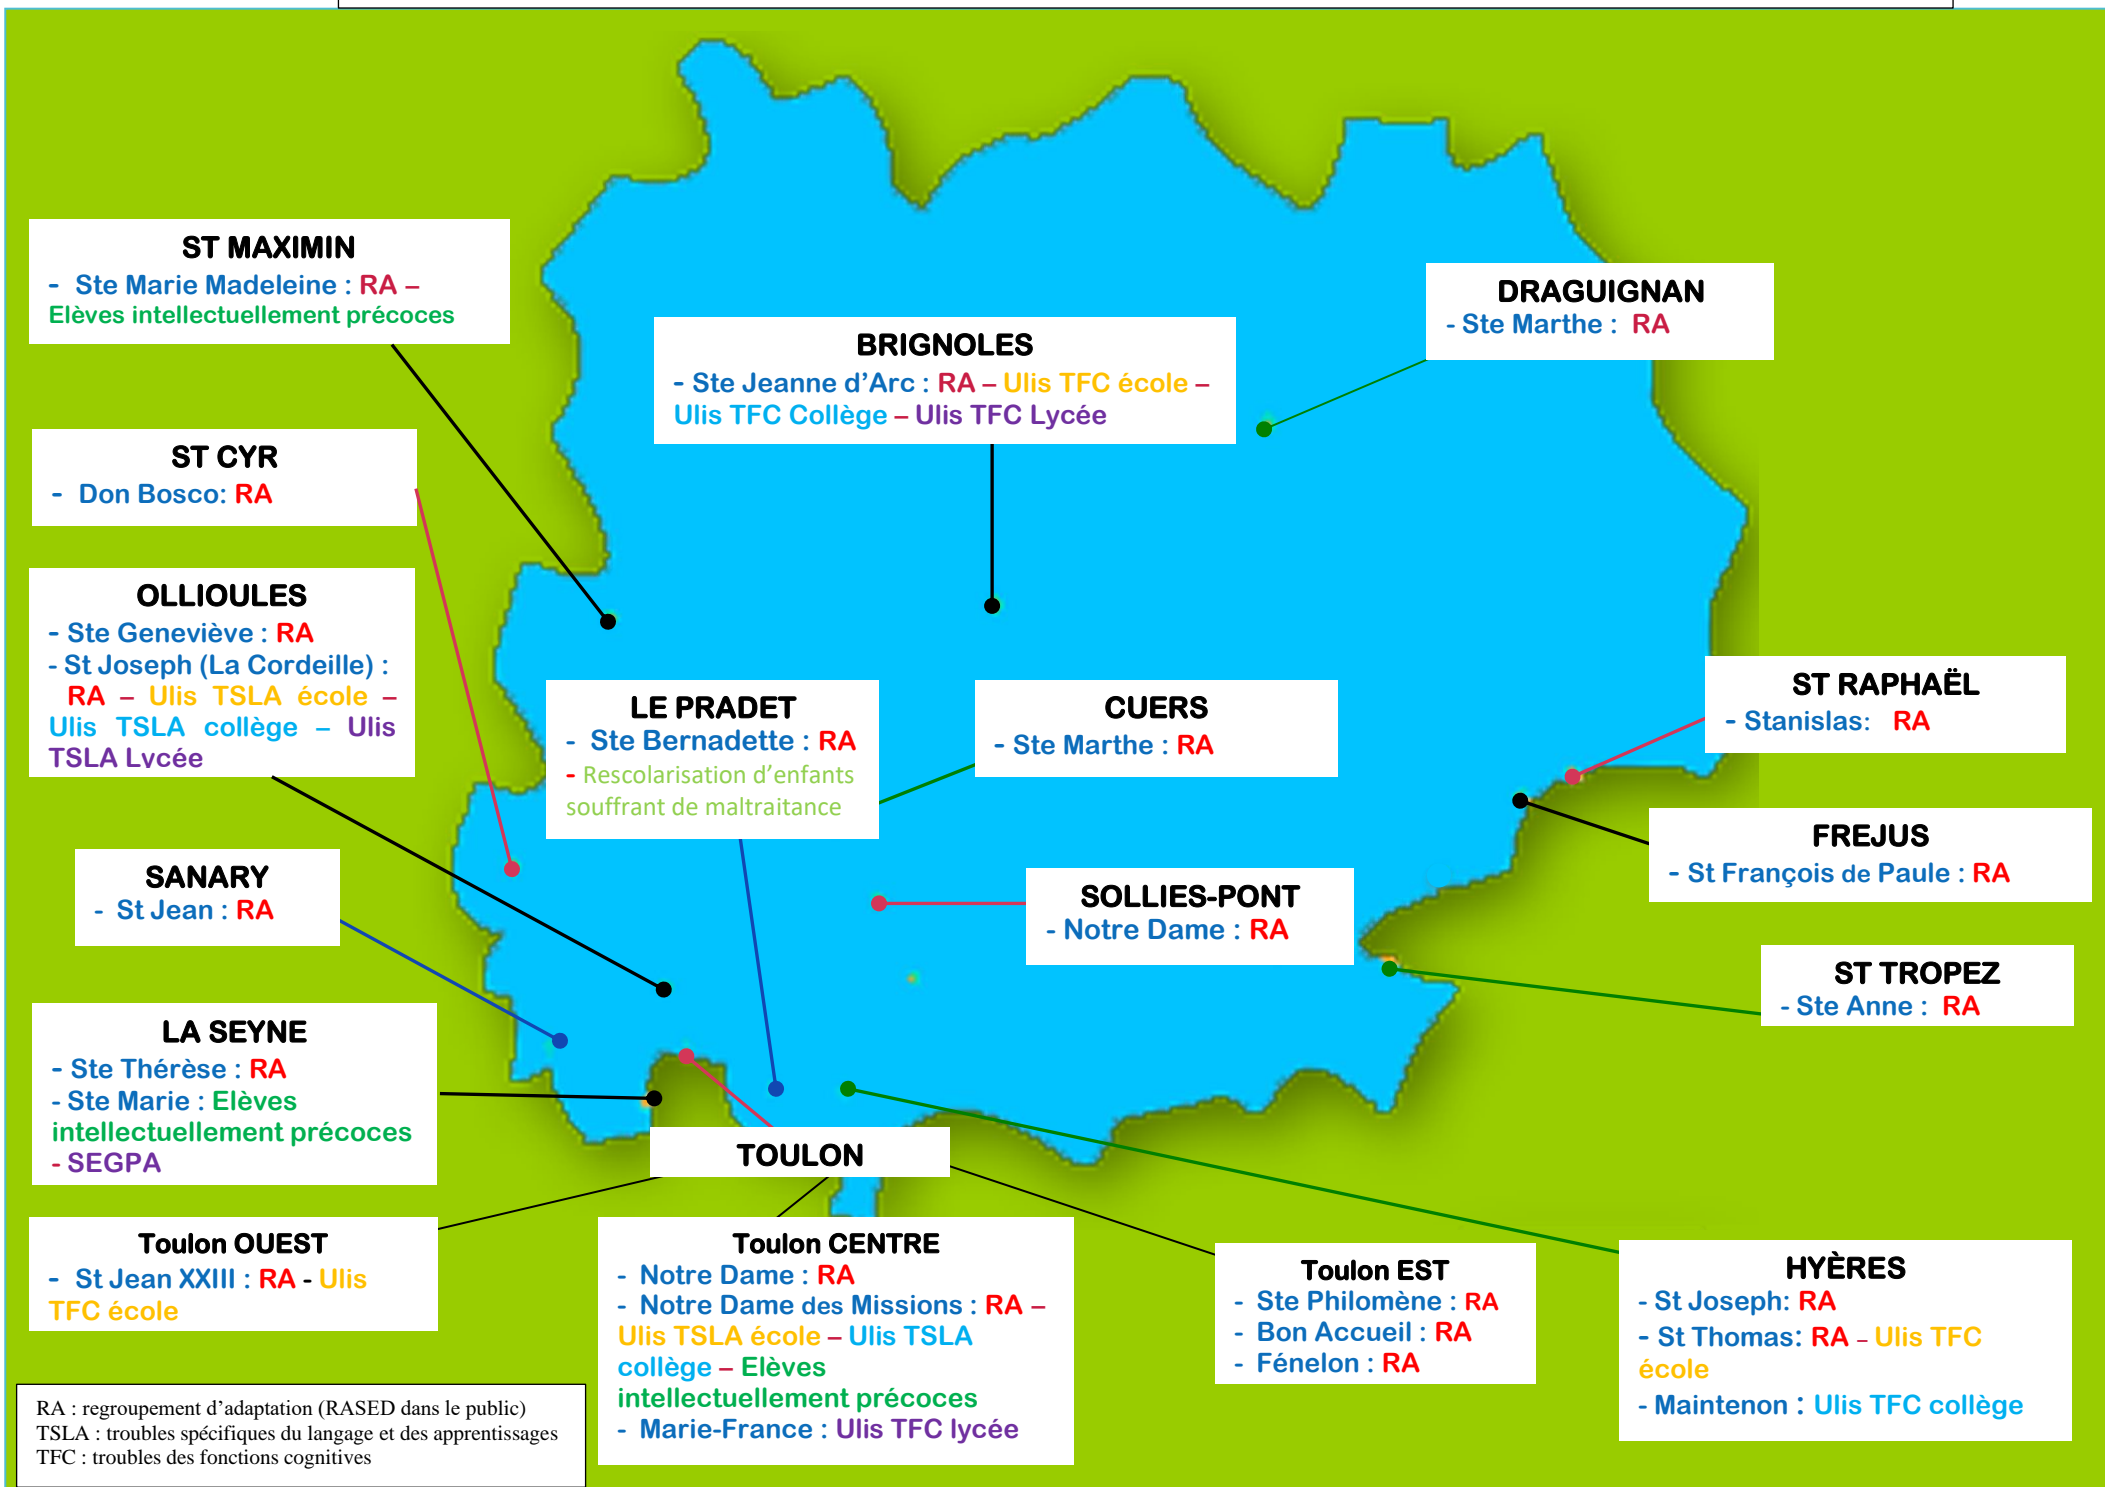 ST MAXIMIN
- Ste Marie Madeleine : RA –
Elèves intellectuellement précoces
DRAGUIGNAN
- Ste Marthe : RA
BRIGNOLES
- Ste Jeanne d’Arc : RA – Ulis TFC école –
Ulis TFC Collège – Ulis TFC Lycée
ST CYR
- Don Bosco: RA
OLLIOULES
- Ste Geneviève : RA
- St Joseph (La Cordeille) :
RA – Ulis TSLA école –
Ulis TSLA collège – Ulis
TSLA Lycée
LE PRADET
- Ste Bernadette : RA
- Rescolarisation d’enfants
souffrant de maltraitance
CUERS
- Ste Marthe : RA
ST RAPHAËL
- Stanislas: RA
FREJUS
- St François de Paule : RA
SANARY
- St Jean : RA
SOLLIES-PONT
- Notre Dame : RA
ST TROPEZ
- Ste Anne : RA
LA SEYNE
- Ste Thérèse : RA
- Ste Marie : Elèves
intellectuellement précoces
- SEGPA
TOULON
Toulon OUEST
- St Jean XXIII : RA - Ulis
TFC école
Toulon CENTRE
- Notre Dame : RA
- Notre Dame des Missions : RA –
Ulis TSLA école – Ulis TSLA
collège – Elèves
intellectuellement précoces
- Marie-France : Ulis TFC lycée
Toulon EST
- Ste Philomène : RA
- Bon Accueil : RA
- Fénelon : RA
HYÈRES
- St Joseph: RA
- St Thomas: RA – Ulis TFC
école
- Maintenon : Ulis TFC collège
RA : regroupement d’adaptation (RASED dans le public)
TSLA : troubles spécifiques du langage et des apprentissages
TFC : troubles des fonctions cognitives